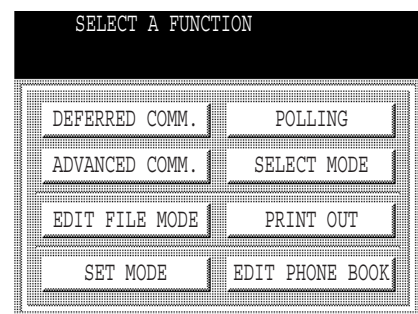 SELECT A FUNCTION
DEFERRED COMM. POLLING
ADVANCED COMM. SELECT MODE
EDIT FILE MODE PRINT OUT
SET MODE EDIT PHONE BOOK